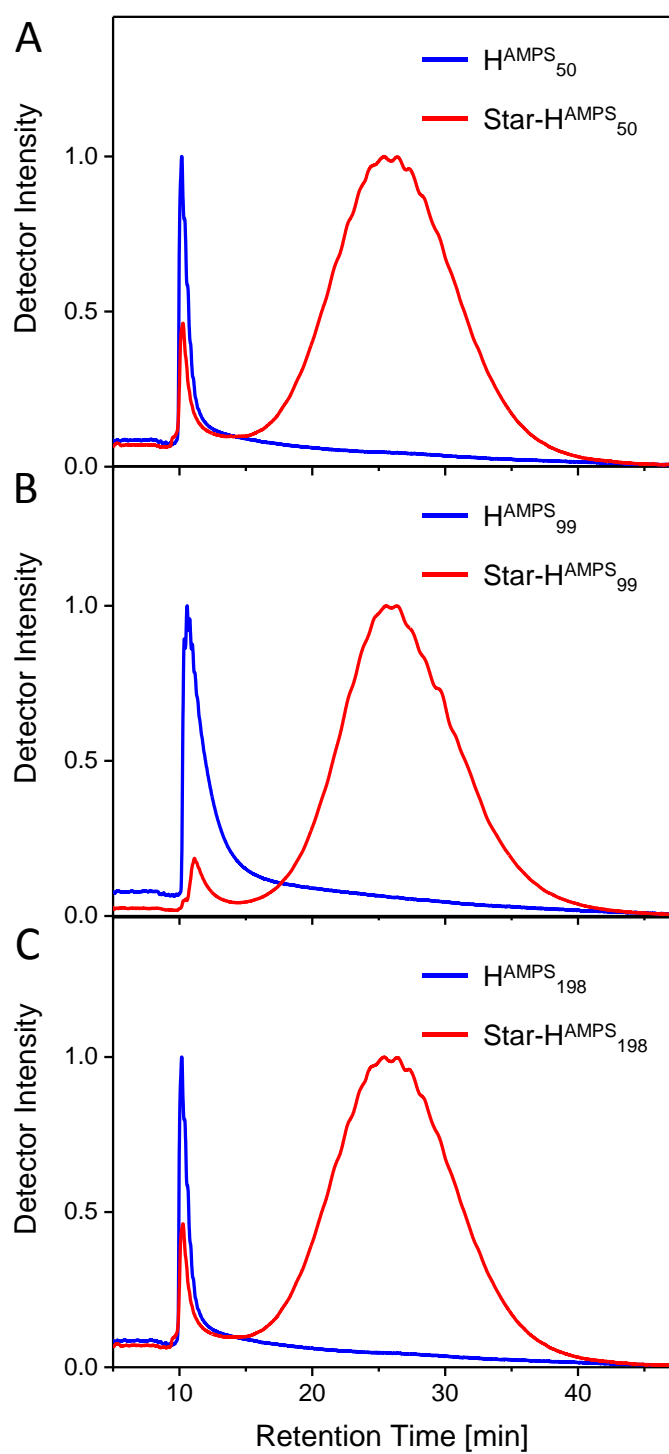 A
H^AMPS_50
Star-H^AMPS_50
1.0
0.5
0.0
Detector Intensity
B
H^AMPS_99
Star-H^AMPS_99
1.0
0.5
0.0
Detector Intensity
C
H^AMPS_198
Star-H^AMPS_198
1.0
0.5
0.0
Detector Intensity
10 20 30 40
Retention Time [min]